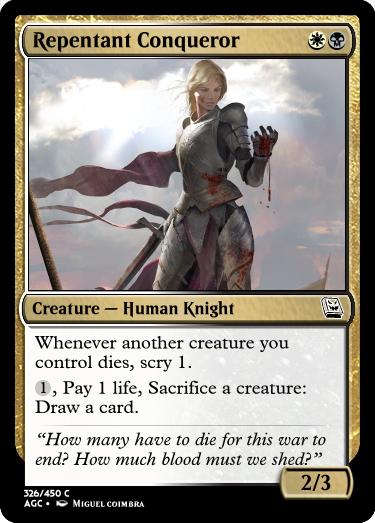 Repentant Conqueror
Creature — Human Knight
Whenever another creature you
control dies, scry 1.
1, Pay 1 life, Sacrifice a creature:
Draw a card.
“How many have to die for this war to
end? How much blood must we shed?”
2/3
326/450 C
AGC • Miguel coimbra